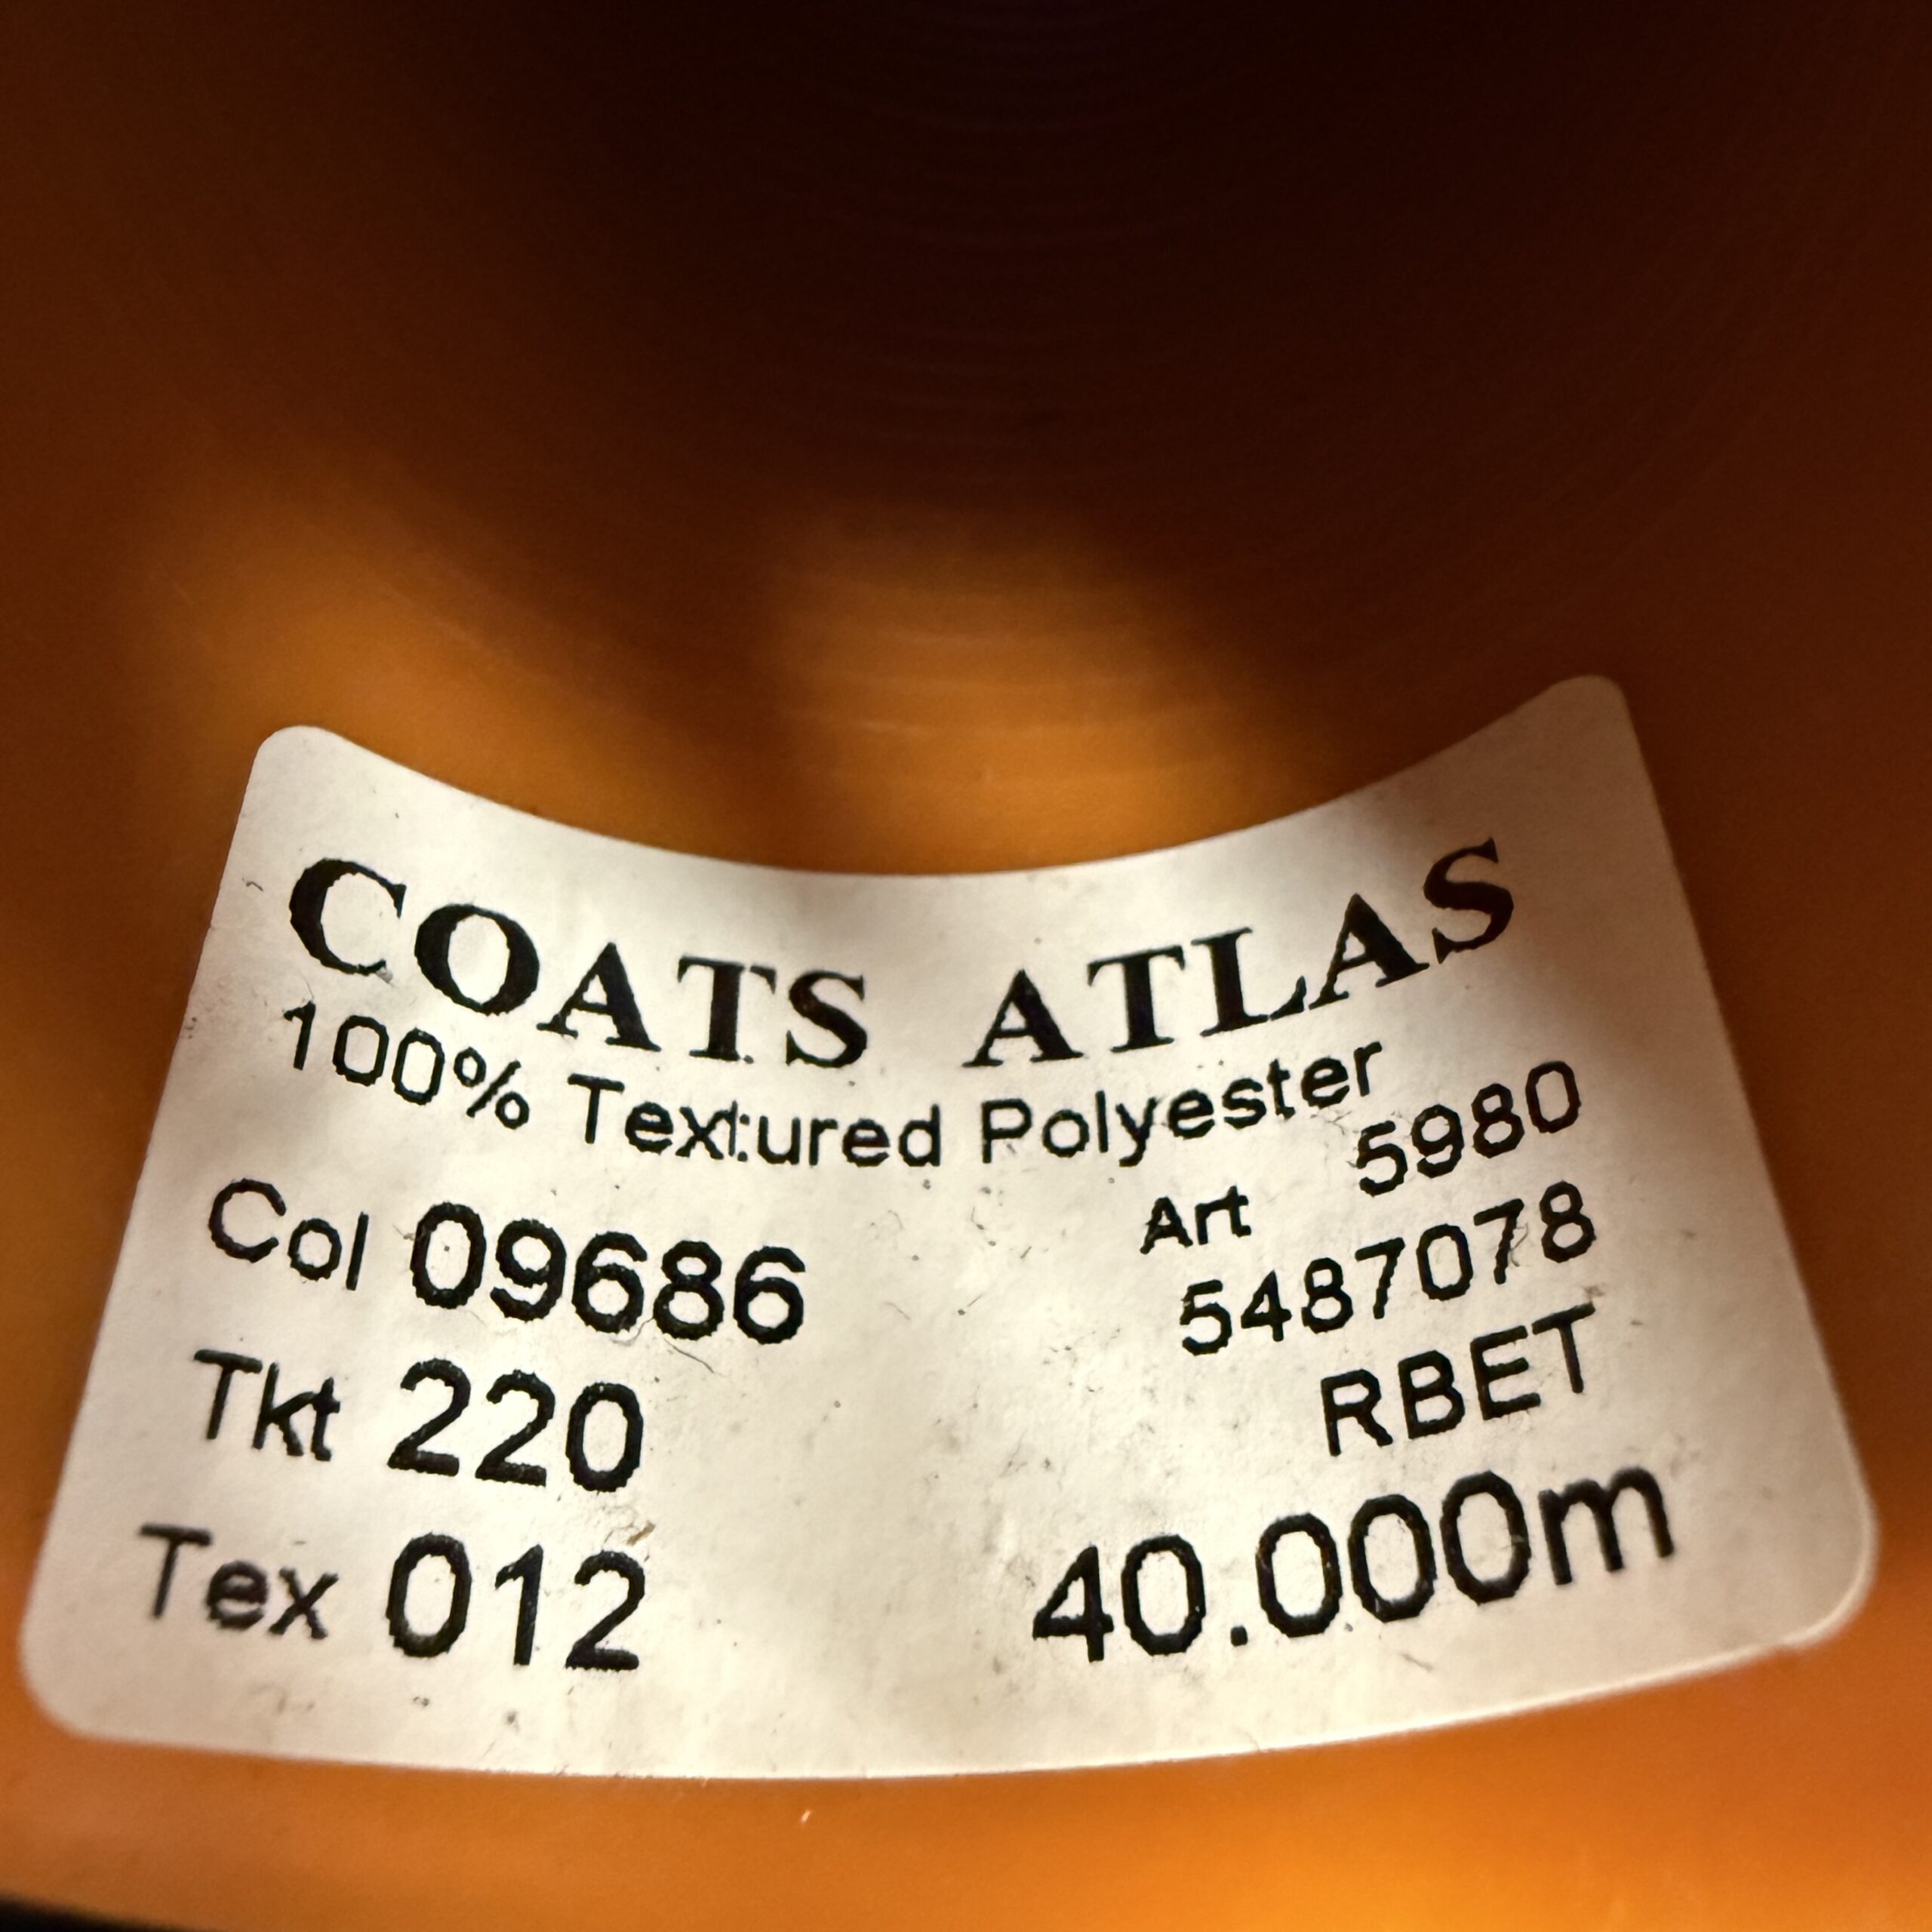 COATS ATLAS
100% Textured Polyester
Art 5980
Col 09686 5487078
Tkt 220 RBET
Tex 012 40.000m